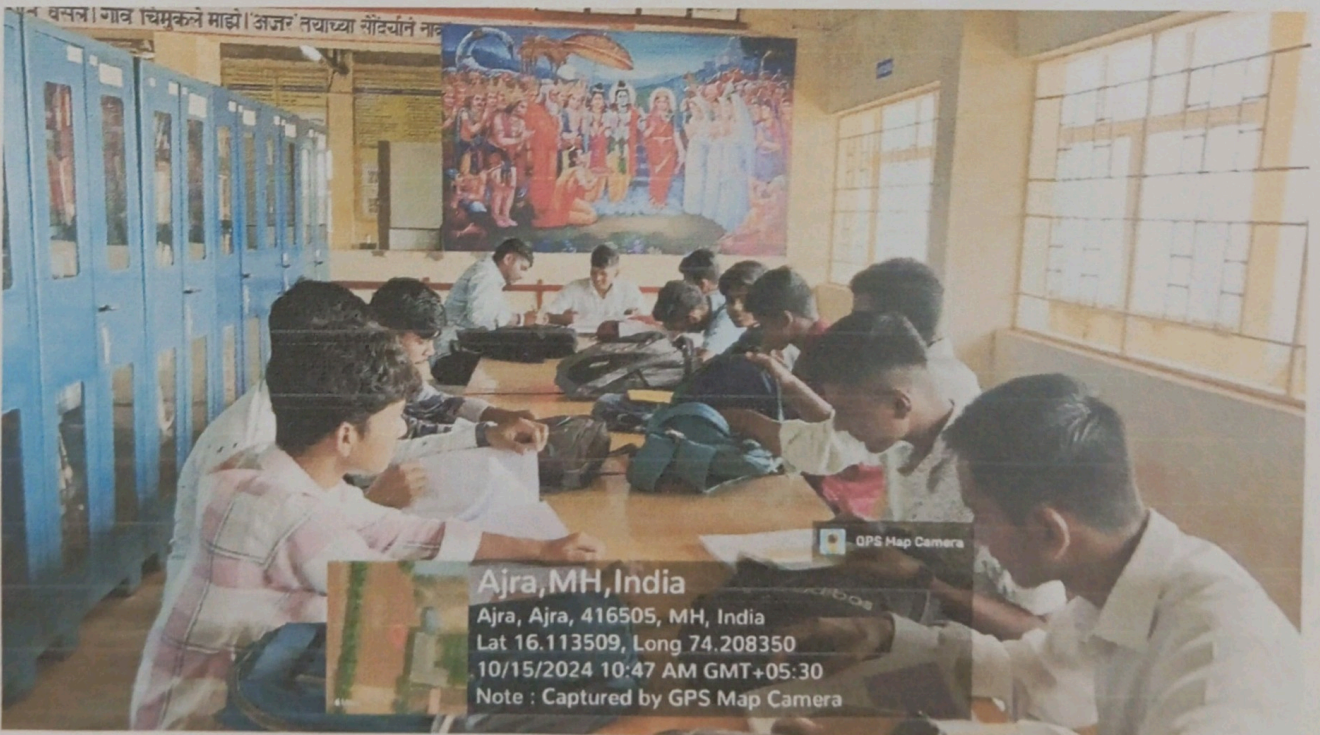 वसले। गाव चिमुकले माझे। अजर तयाच्या सौंदर्याने नाव
GPS Map Camera
Ajra,MH,India
Ajra, Ajra, 416505, MH, India
Lat 16.113509, Long 74.208350
10/15/2024 10:47 AM GMT+05:30
Note : Captured by GPS Map Camera